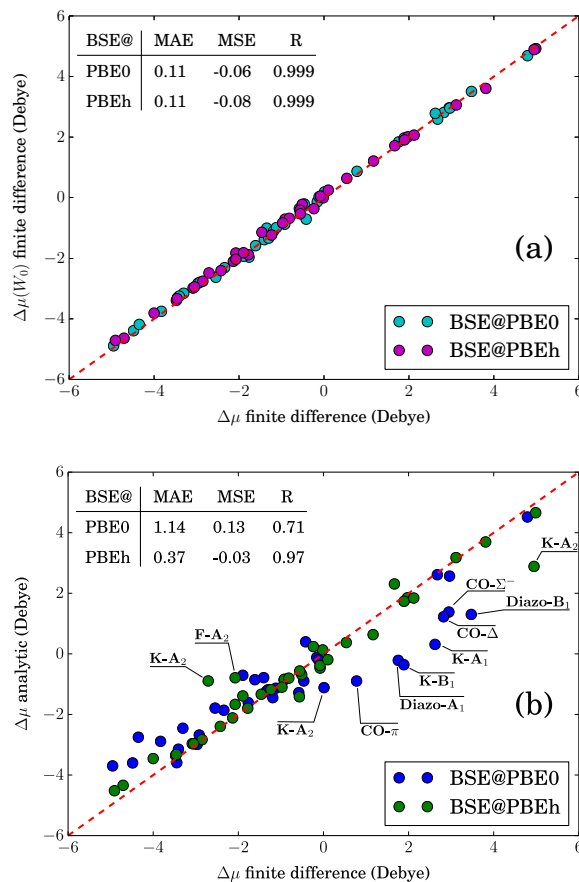 (a)
BSE@ MAE MSE R
PBE0 0.11 -0.06 0.999
PBEh 0.11 -0.08 0.999
6
4
2
0
−2
−4
−6
Δμ(W₀) finite difference (Debye)
BSE@PBE0
BSE@PBEh
−6 −4 −2 0 2 4 6
Δμ finite difference (Debye)
BSE@ MAE MSE R
PBE0 1.14 0.13 0.71
PBEh 0.37 -0.03 0.97
6
4
2
0
−2
−4
−6
Δμ analytic (Debye)
K-A₂
CO-Σ⁻
Diazo-B₁
CO-Δ
F-A₂
K-A₁
K-A₂
K-B₁
Diazo-A₁
(b)
K-A₂
CO-π
BSE@PBE0
BSE@PBEh
−6 −4 −2 0 2 4 6
Δμ finite difference (Debye)